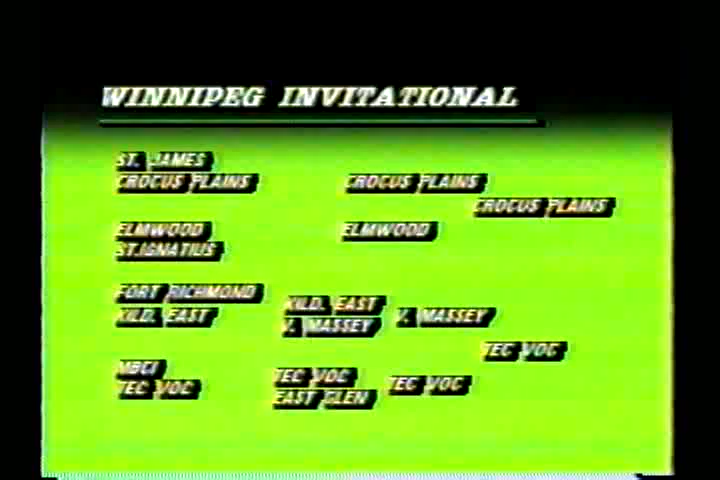 WINNIPEG INVITATIONAL
ST. JAMES
CROCUS PLAINS
CROCUS PLAINS
CROCUS PLAINS
ELMWOOD
ELMWOOD
ST.IGNATIUS
FORT RICHMOND
KILD. EAST
KILD. EAST
V. MASSEY
V. MASSEY
TEC VOC
MBCI
TEC VOC
TEC VOC
TEC VOC
EAST GLEN